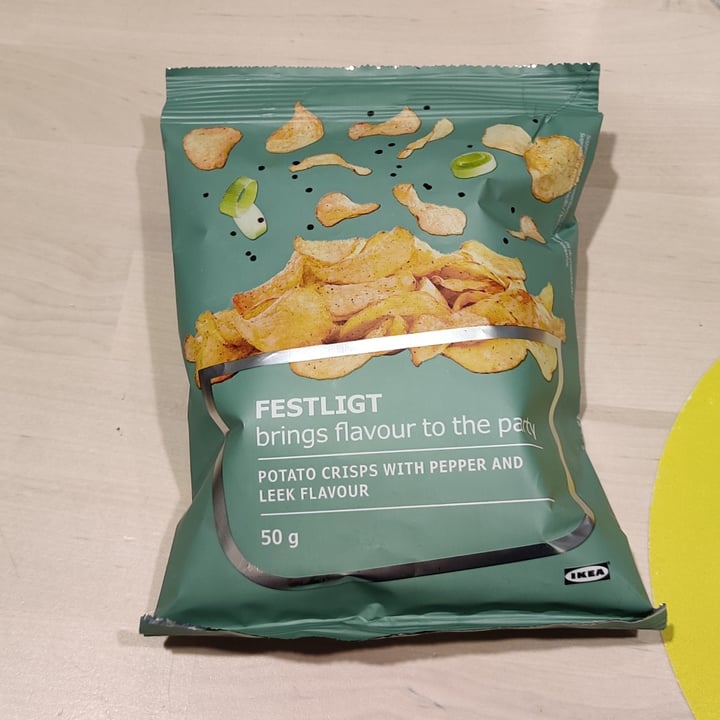 FESTLIGT
brings flavour to the party
POTATO CRISPS WITH PEPPER AND
LEEK FLAVOUR
50 g
IKEA